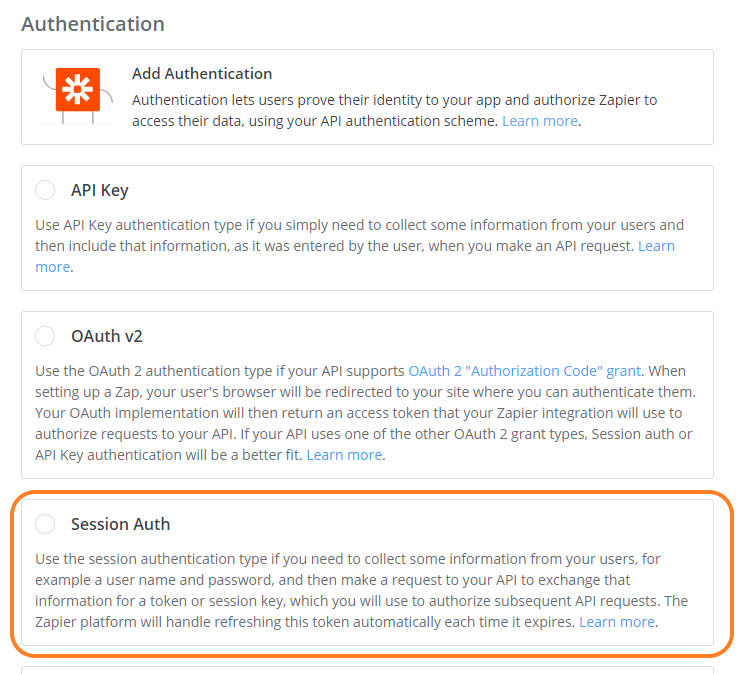 Authentication
Add Authentication
Authentication lets users prove their identity to your app and authorize Zapier to
access their data, using your API authentication scheme. Learn more.
API Key
Use API Key authentication type if you simply need to collect some information from your users and
then include that information, as it was entered by the user, when you make an API request. Learn
more.
OAuth v2
Use the OAuth 2 authentication type if your API supports OAuth 2 "Authorization Code" grant. When
setting up a Zap, your user's browser will be redirected to your site where you can authenticate them.
Your OAuth implementation will then return an access token that your Zapier integration will use to
authorize requests to your API. If your API uses one of the other OAuth 2 grant types, Session auth or
API Key authentication will be a better fit. Learn more.
Session Auth
Use the session authentication type if you need to collect some information from your users, for
example a user name and password, and then make a request to your API to exchange that
information for a token or session key, which you will use to authorize subsequent API requests. The
Zapier platform will handle refreshing this token automatically each time it expires. Learn more.